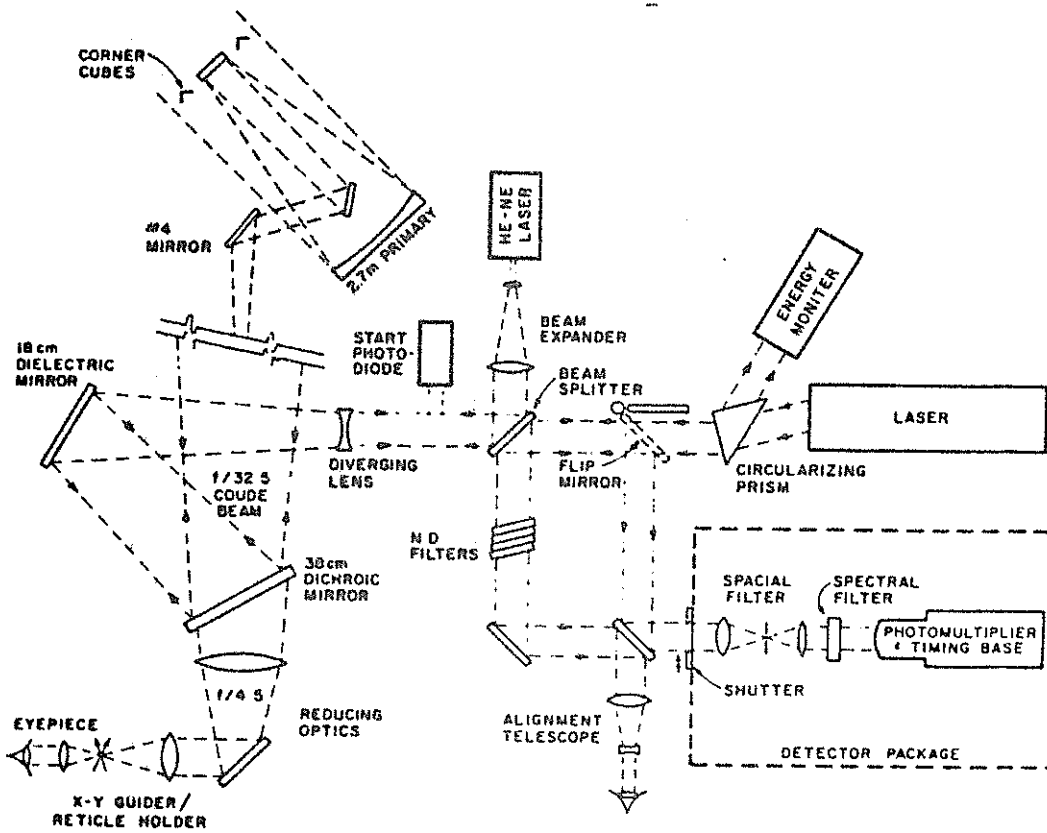 CORNER
CUBES
#4
MIRROR
2.7m PRIMARY
HE-NE
LASER
ENERGY
MONITER
18cm
DIELECTRIC
MIRROR
START
PHOTO-
DIODE
BEAM
EXPANDER
BEAM
SPLITTER
LASER
DIVERGING
LENS
FLIP
MIRROR
CIRCULARIZING
PRISM
f/32 5
COUDE
BEAM
N D
FILTERS
38cm
DICHROIC
MIRROR
SPACIAL
FILTER
SPECTRAL
FILTER
PHOTOMULTIPLIER
& TIMING BASE
SHUTTER
f/4 5
REDUCING
OPTICS
EYEPIECE
ALIGNMENT
TELESCOPE
DETECTOR PACKAGE
X-Y GUIDER/
RETICLE HOLDER